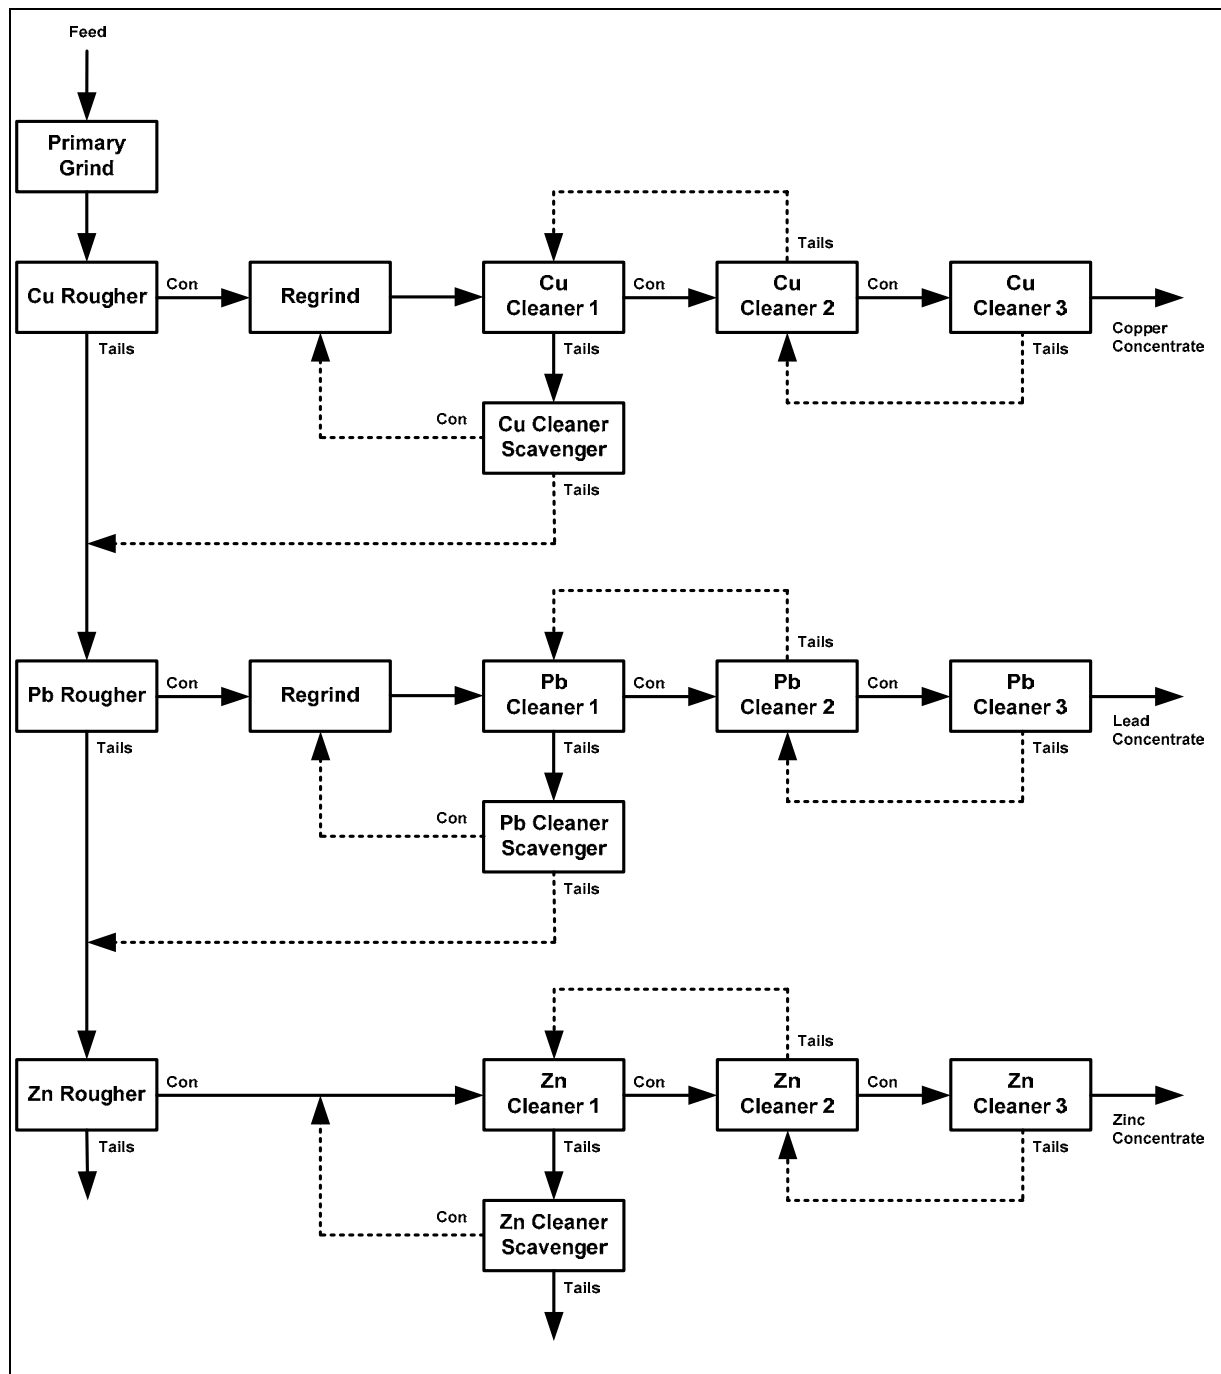 Feed
Primary
Grind
Tails
Cu Rougher
Con
Regrind
Cu
Cleaner 1
Con
Cu
Cleaner 2
Con
Cu
Cleaner 3
Copper
Concentrate
Tails
Tails
Tails
Con
Cu Cleaner
Scavenger
Tails
Tails
Pb Rougher
Con
Regrind
Pb
Cleaner 1
Con
Pb
Cleaner 2
Con
Pb
Cleaner 3
Lead
Concentrate
Tails
Tails
Tails
Con
Pb Cleaner
Scavenger
Tails
Tails
Zn Rougher
Con
Zn
Cleaner 1
Con
Zn
Cleaner 2
Con
Zn
Cleaner 3
Zinc
Concentrate
Tails
Tails
Tails
Con
Zn Cleaner
Scavenger
Tails